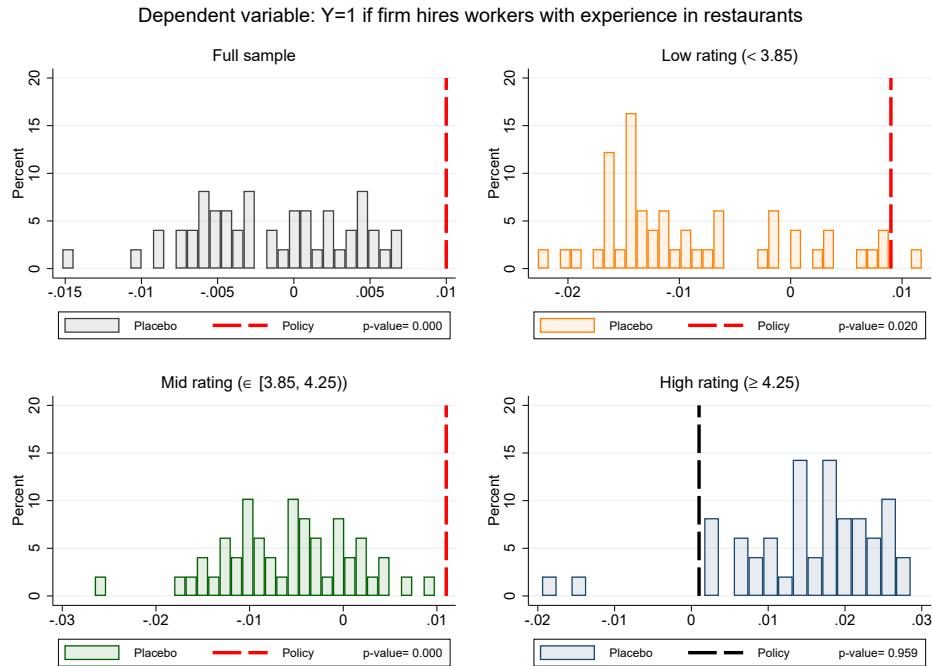 Dependent variable: Y=1 if firm hires workers with experience in restaurants
Full sample
Percent
20
15
10
5
0
-.015 -.01 -.005 0 .005 .01
Placebo Policy p-value= 0.000
Low rating (< 3.85)
Percent
20
15
10
5
0
-.02 -.01 0 .01
Placebo Policy p-value= 0.020
Mid rating (∈ [3.85, 4.25))
Percent
20
15
10
5
0
-.03 -.02 -.01 0 .01
Placebo Policy p-value= 0.000
High rating (≥ 4.25)
Percent
20
15
10
5
0
-.02 -.01 0 .01 .02 .03
Placebo Policy p-value= 0.959